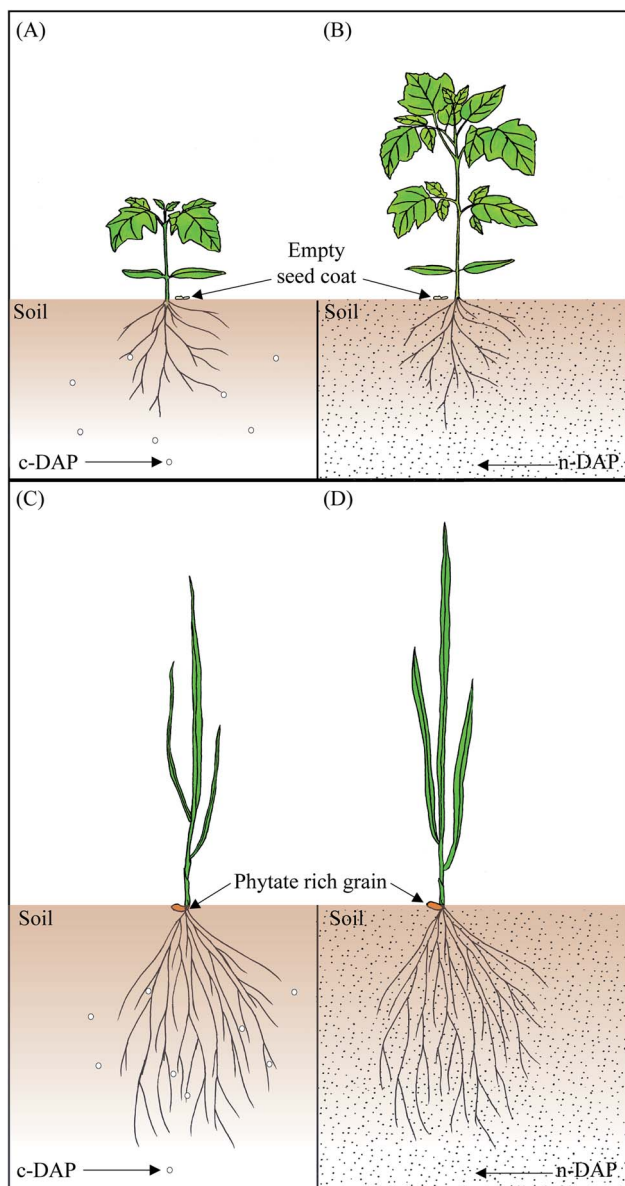 (A)
(B)
Empty
seed coat
Soil
Soil
c-DAP
n-DAP
(C)
(D)
Phytate rich grain
Soil
Soil
c-DAP
n-DAP